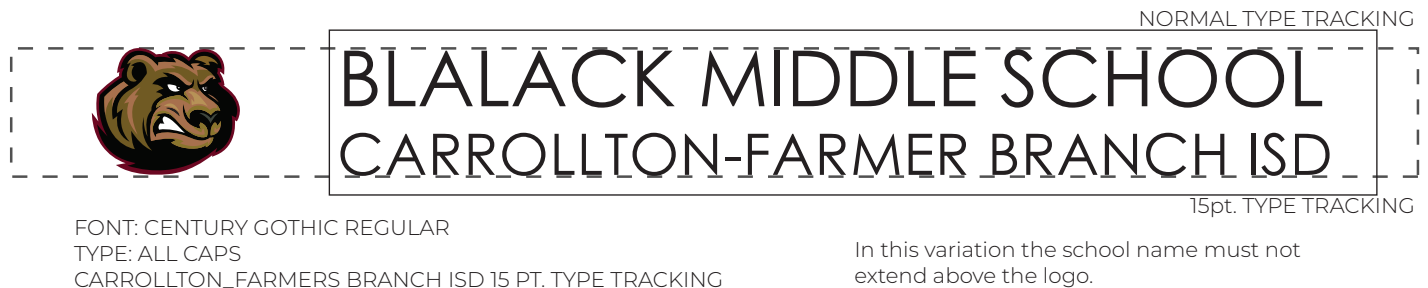 NORMAL TYPE TRACKING
BLALACK MIDDLE SCHOOL
CARROLLTON-FARMER BRANCH ISD
15pt. TYPE TRACKING
FONT: CENTURY GOTHIC REGULAR
TYPE: ALL CAPS
CARROLLTON_FARMERS BRANCH ISD 15 PT. TYPE TRACKING
In this variation the school name must not
extend above the logo.